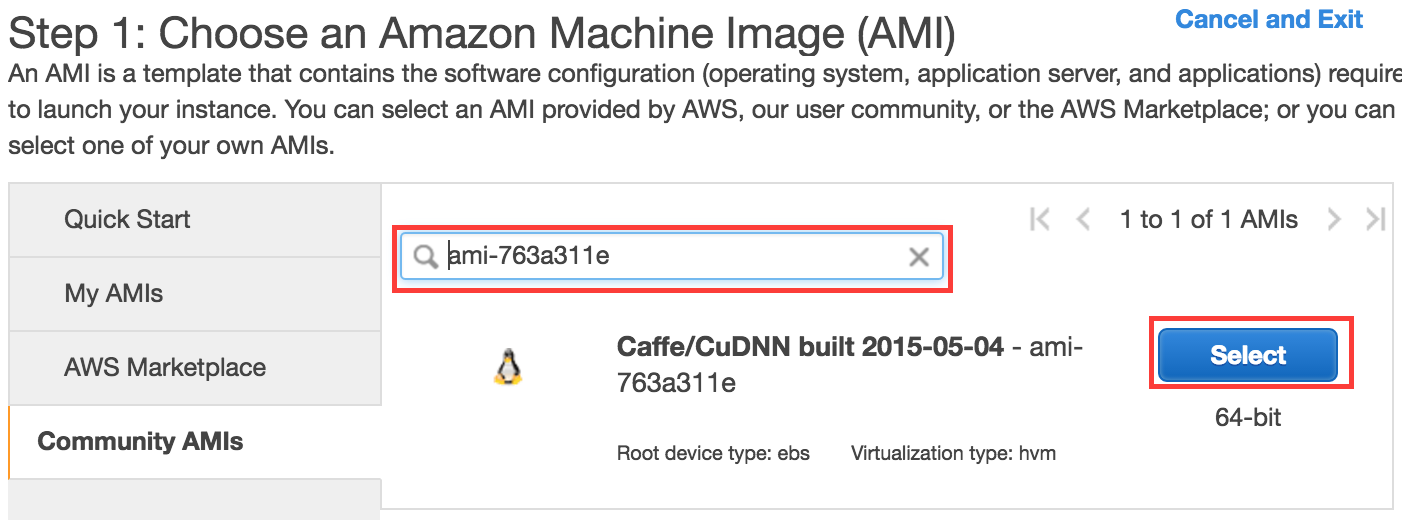 Step 1: Choose an Amazon Machine Image (AMI)
Cancel and Exit
An AMI is a template that contains the software configuration (operating system, application server, and applications) require
to launch your instance. You can select an AMI provided by AWS, our user community, or the AWS Marketplace; or you can
select one of your own AMIs.
Quick Start
My AMIs
AWS Marketplace
Community AMIs
1 to 1 of 1 AMIs
ami-763a311e
Caffe/CuDNN built 2015-05-04 - ami-
763a311e
Select
64-bit
Root device type: ebs Virtualization type: hvm